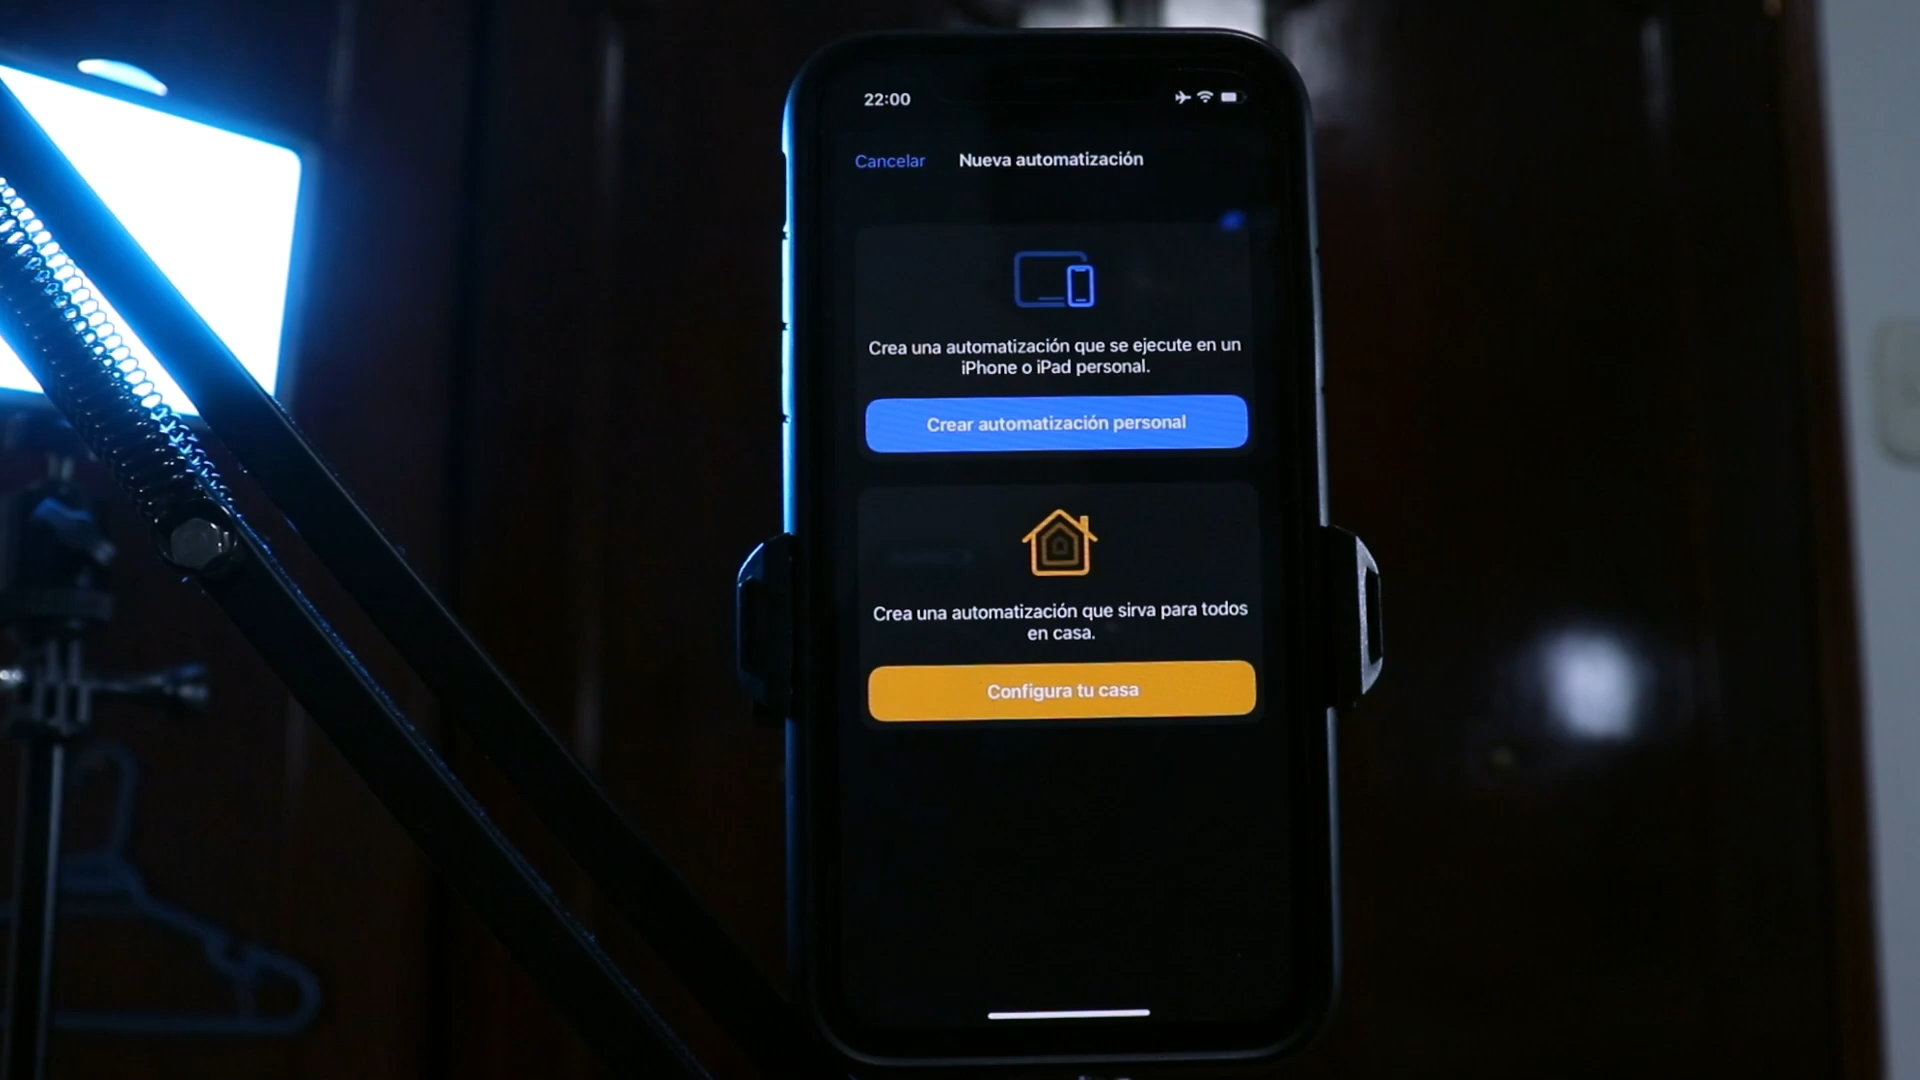 22:00
Cancelar
Nueva automatización
Crea una automatización que se ejecute en un
iPhone o iPad personal.
Crear automatización personal
Crea una automatización que sirva para todos
en casa.
Configura tu casa